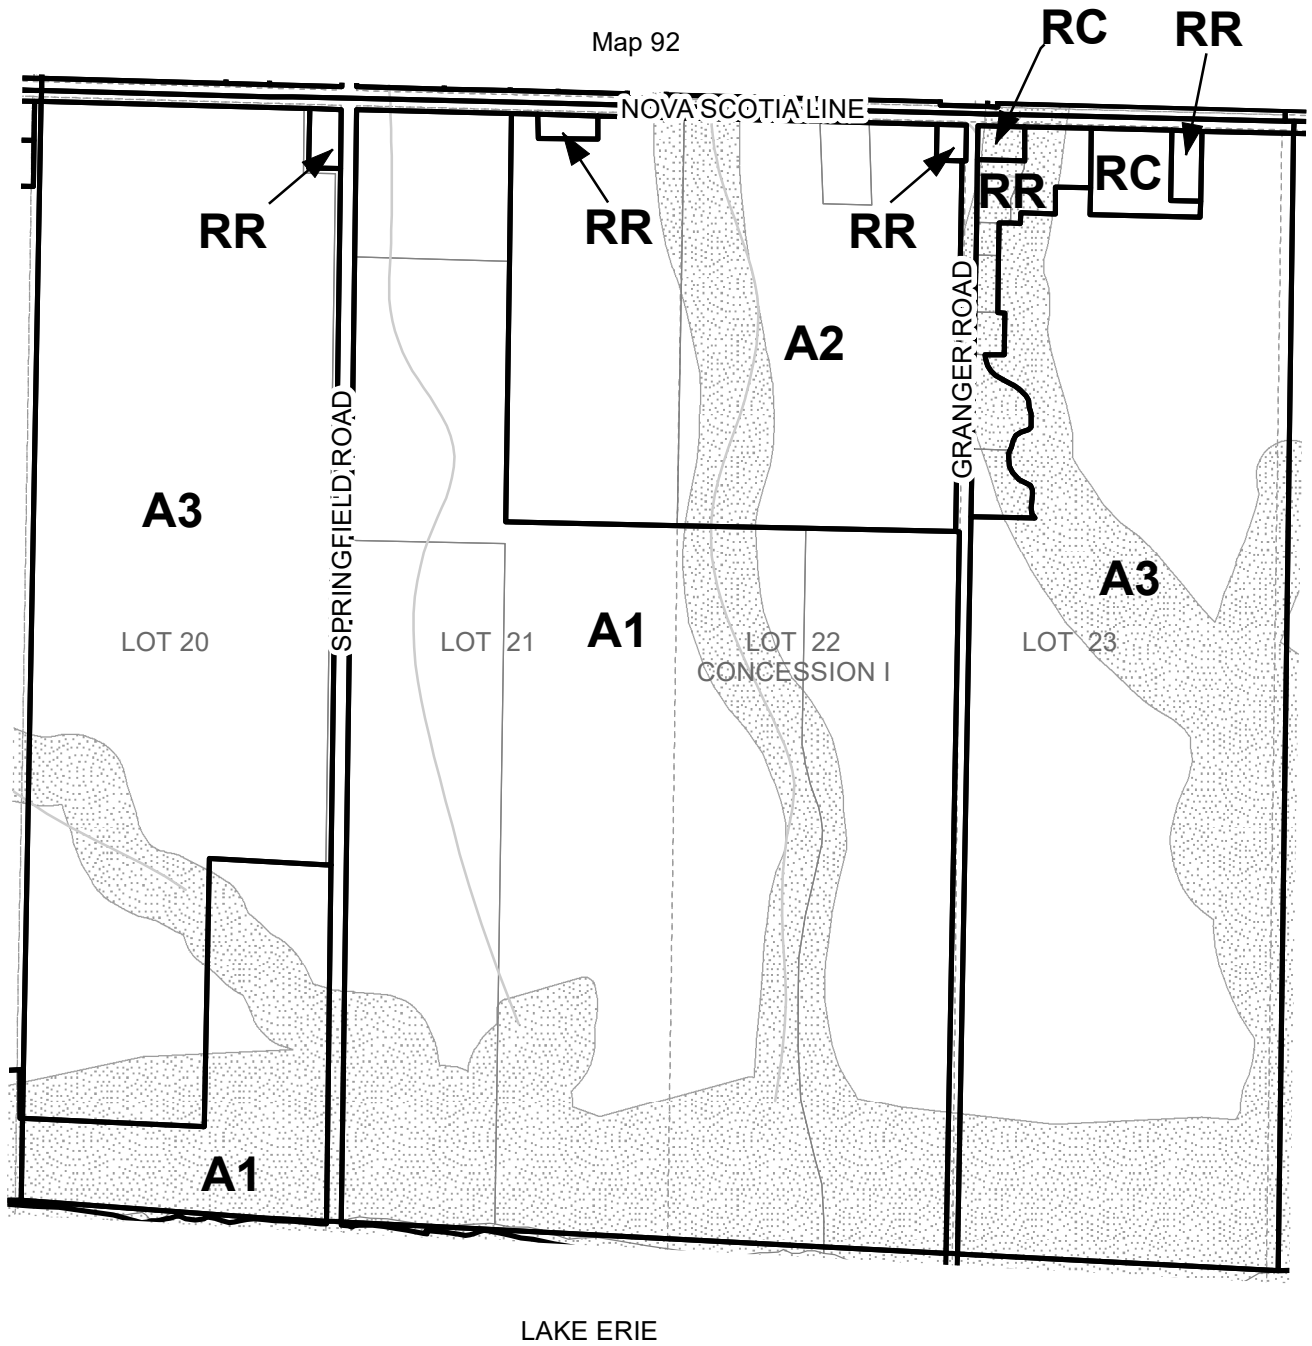 Map 92
RC
RR
NOVA SCOTIA LINE
RR
RR
RR
RR
RC
A2
GRANGER ROAD
SPRINGFIELD ROAD
A3
A3
A1
LOT 20
LOT 21
LOT 22
CONCESSION I
LOT 23
A1
LAKE ERIE